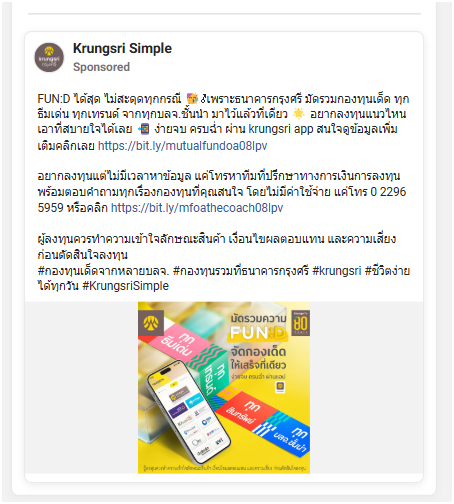 Krungsri Simple
Sponsored
FUN:D ได้สุด ไม่สะดุดทุกกรณี 🥳🎸เพราะธนาคารกรุงศรี มัดรวมกองทุนเด็ด ทุก
ธีมเด่น ทุกเทรนด์ จากทุกบลจ.ชั้นนำ มาไว้แล้วที่เดียว 🌟 อยากลงทุนแนวไหน
เอาที่สบายใจได้เลย 📲 ง่ายจบ ครบฉ่ำ ผ่าน krungsri app สนใจดูข้อมูลเพิ่ม
เติมคลิกเลย https://bit.ly/mutualfundoa08lpv
อยากลงทุนแต่ไม่มีเวลาหาข้อมูล แค่โทรหาทีมที่ปรึกษาทางการเงินการลงทุน
พร้อมตอบคำถามทุกเรื่องกองทุนที่คุณสนใจ โดยไม่มีค่าใช้จ่าย แค่โทร 0 2296
5959 หรือคลิก https://bit.ly/mfoathecoach08lpv
ผู้ลงทุนควรทำความเข้าใจลักษณะสินค้า เงื่อนไขผลตอบแทน และความเสี่ยง
ก่อนตัดสินใจลงทุน
#กองทุนเด็ดจากหลายบลจ. #กองทุนรวมที่ธนาคารกรุงศรี #krungsri #ชีวิตง่าย
ได้ทุกวัน #KrungsriSimple
มัดรวมความ
FUN:D
จัดกองเด็ด
ให้เสร็จที่เดียว
ง่ายจบ ครบฉ่ำ ผ่านแอป
80
ทุก
ธีมเด่น
ทุก
เทรนด์
ทุก
สินทรัพย์
ทุก
บลจ.ชั้นนำ